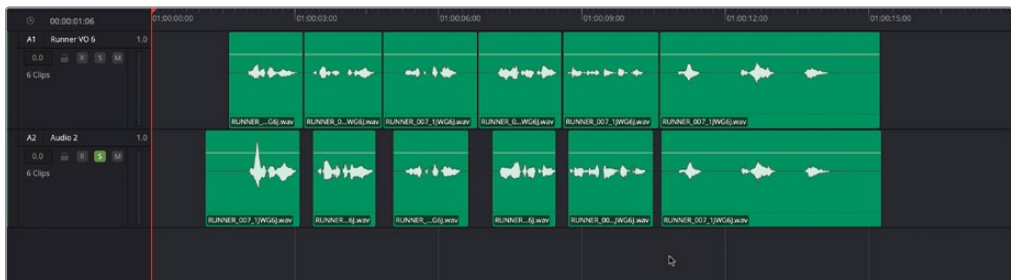 00:00:01:06 01:00:00:00 01:00:03:00 01:00:06:00 01:00:09:00 01:00:12:00 01:00:15:00
A1 Runner VO 6 1.0
0.0 R S M
6 Clips
RUNNER_...G6J.wav RUNNER_0...WG6J.wav RUNNER_007_1JWG6J.wav RUNNER_0...WG6J.wav RUNNER_007_1JWG6J.wav RUNNER_007_1JWG6J.wav
A2 Audio 2 1.0
0.0 R S M
6 Clips
RUNNER_007_1JWG6J.wav RUNNER...6J.wav RUNNER_...G6J.wav RUNNER...6J.wav RUNNER_00...JWG6J.wav RUNNER_007_1JWG6J.wav